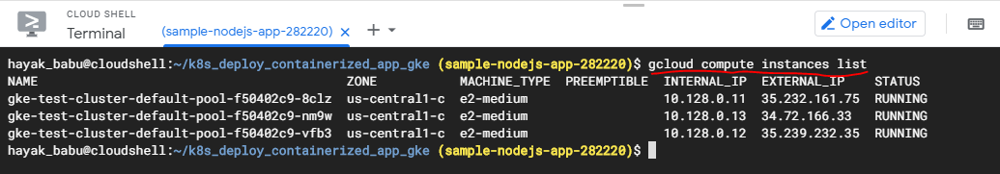 CLOUD SHELL
Terminal
(sample-nodejs-app-282220) × + ▾
Open editor
hayak_babu@cloudshell:~/k8s_deploy_containerized_app_gke (sample-nodejs-app-282220)$ gcloud compute instances list
NAME ZONE MACHINE_TYPE PREEMPTIBLE INTERNAL_IP EXTERNAL_IP STATUS
gke-test-cluster-default-pool-f50402c9-8clz us-central1-c e2-medium 10.128.0.11 35.232.161.75 RUNNING
gke-test-cluster-default-pool-f50402c9-nm9w us-central1-c e2-medium 10.128.0.13 34.72.166.33 RUNNING
gke-test-cluster-default-pool-f50402c9-vfb3 us-central1-c e2-medium 10.128.0.12 35.239.232.35 RUNNING
hayak_babu@cloudshell:~/k8s_deploy_containerized_app_gke (sample-nodejs-app-282220)$